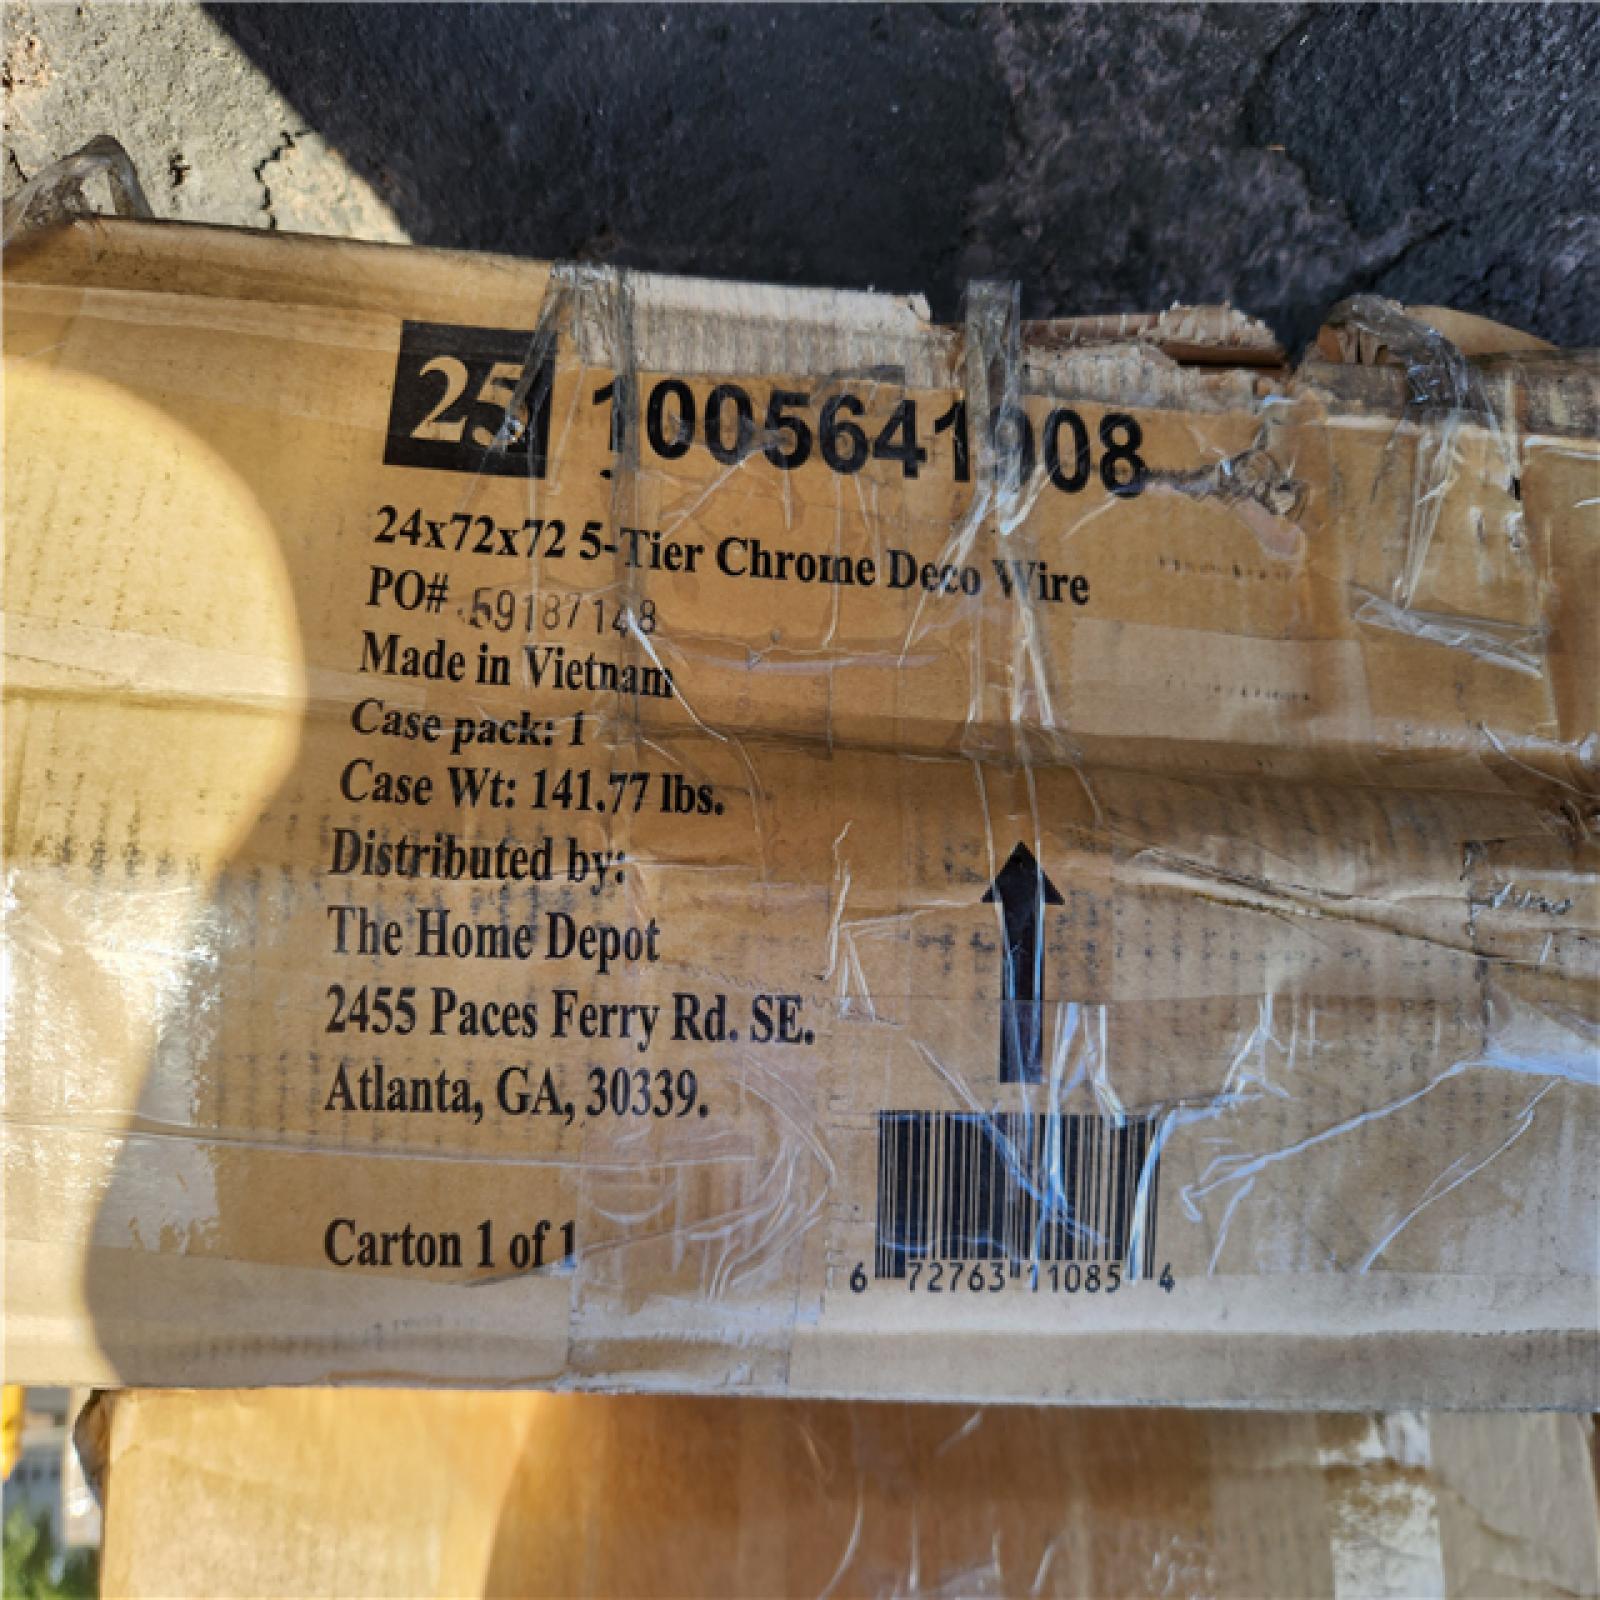 25 1005641008
24x72x72 5-Tier Chrome Deco Wire
PO# 59187148
Made in Vietnam
Case pack: 1
Case Wt: 141.77 lbs.
Distributed by:
The Home Depot
2455 Paces Ferry Rd. SE.
Atlanta, GA, 30339.
Carton 1 of 1
6 72763 11085 4